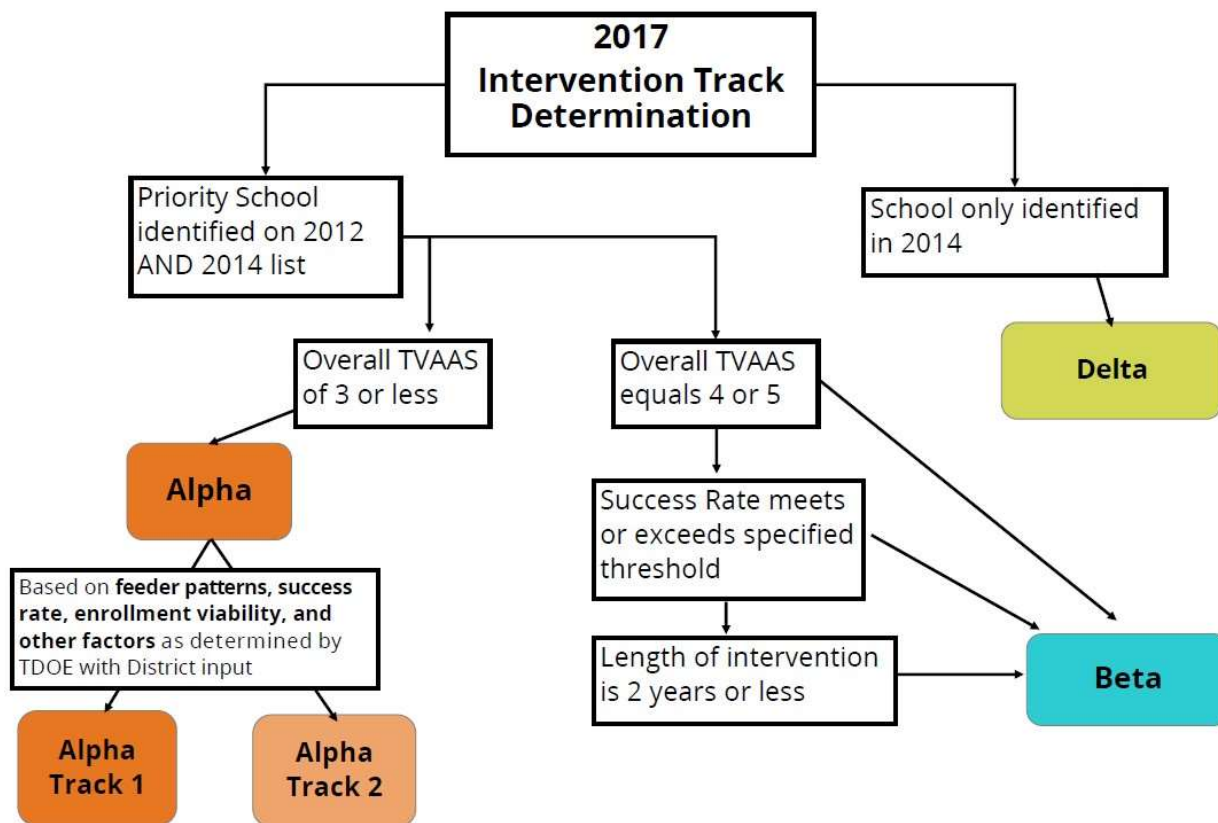 2017
Intervention Track
Determination
Priority School
identified on 2012
AND 2014 list
School only identified
in 2014
Overall TVAAS
of 3 or less
Overall TVAAS
equals 4 or 5
Delta
Alpha
Success Rate meets
or exceeds specified
threshold
Based on feeder patterns, success
rate, enrollment viability, and
other factors as determined by
TDOE with District input
Length of intervention
is 2 years or less
Beta
Alpha
Track 1
Alpha
Track 2